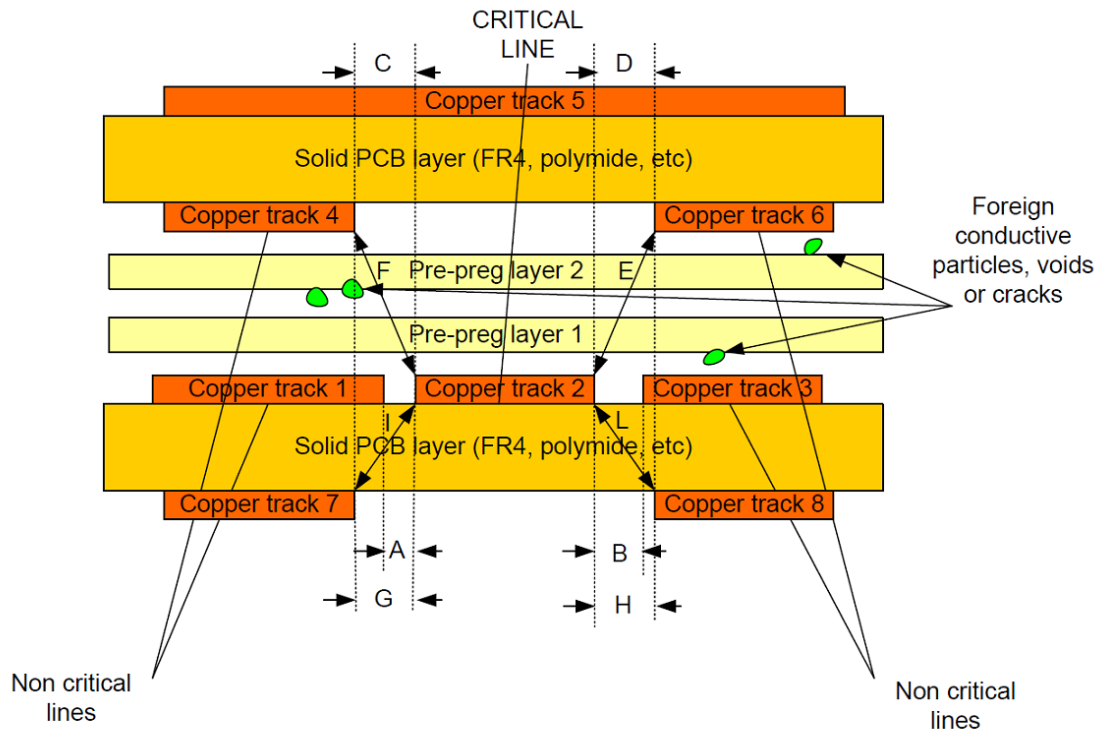 CRITICAL
LINE
C
D
Copper track 5
Solid PCB layer (FR4, polymide, etc)
Copper track 4
Copper track 6
Foreign
conductive
particles, voids
or cracks
F
Pre-preg layer 2
E
Pre-preg layer 1
Copper track 1
Copper track 2
Copper track 3
I
L
Solid PCB layer (FR4, polymide, etc)
Copper track 7
Copper track 8
A
B
G
H
Non critical
lines
Non critical
lines